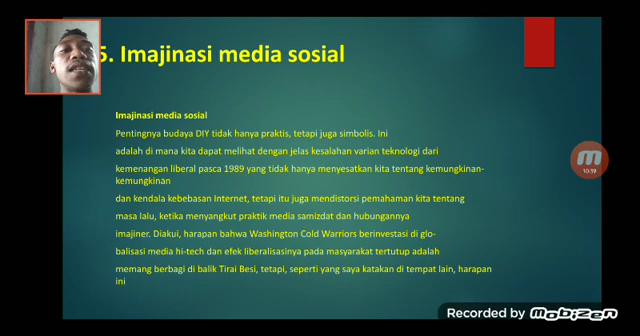 5. Imajinasi media sosial
Imajinasi media sosial
Pentingnya budaya DIY tidak hanya praktis, tetapi juga simbolis. Ini
adalah di mana kita dapat melihat dengan jelas kesalahan varian teknologi dari
kemenangan liberal pasca 1989 yang tidak hanya menyesatkan kita tentang kemungkinan-
kemungkinan
dan kendala kebebasan Internet, tetapi itu juga mendistorsi pemahaman kita tentang
masa lalu, ketika menyangkut praktik media samizdat dan hubungannya
imajiner. Diakui, harapan bahwa Washington Cold Warriors berinvestasi di glo-
balisasi media hi-tech dan efek liberalisasinya pada masyarakat tertutup adalah
memang berbagi di balik Tirai Besi, tetapi, seperti yang saya katakan di tempat lain, harapan
ini
m
10:39
Recorded by Mobizen